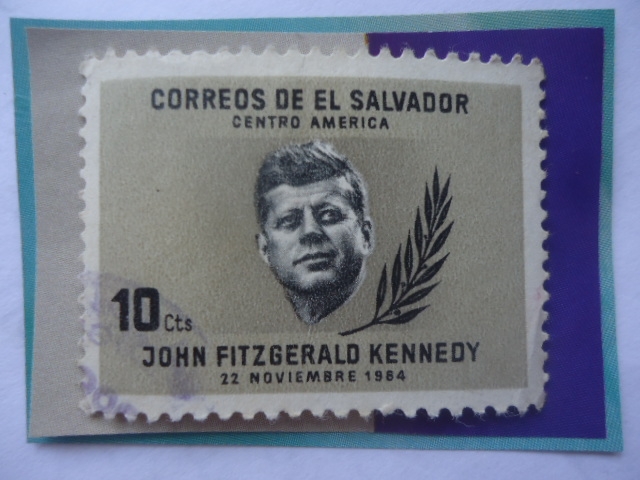 CORREOS DE EL SALVADOR
CENTRO AMERICA
10 Cts
JOHN FITZGERALD KENNEDY
22 NOVIEMBRE 1964